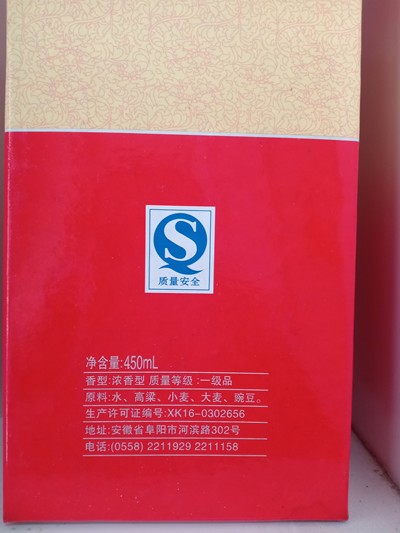 质量安全
净含量:450mL
香型:浓香型 质量等级:一级品
原料:水、高粱、小麦、大麦、豌豆。
生产许可证编号:XK16-0302656
地址:安徽省阜阳市河滨路302号
电话:(0558) 2211929 2211158